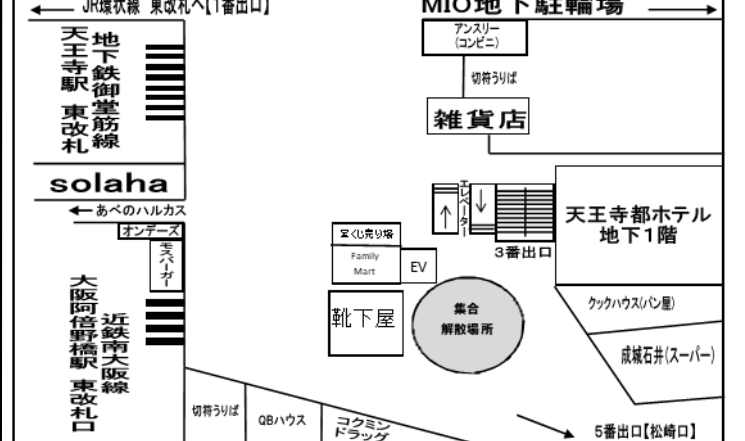 JR環状線 東改札へ【1番出口】
MIO地下駐輪場
アンスリー
(コンビニ)
切符うりば
雑貨店
地下鉄御堂筋線
天王寺駅 東改札
solaha
あべのハルカス
オンデーズ
モスバーガー
近鉄南大阪線
大阪阿倍野橋駅 東改札口
エレベーター
3番出口
天王寺都ホテル
地下1階
宝くじ売り場
Family
Mart
EV
靴下屋
集合
解散場所
クックハウス(パン屋)
成城石井(スーパー)
切符うりば
QBハウス
コクミン
ドラッグ
5番出口【松崎口】